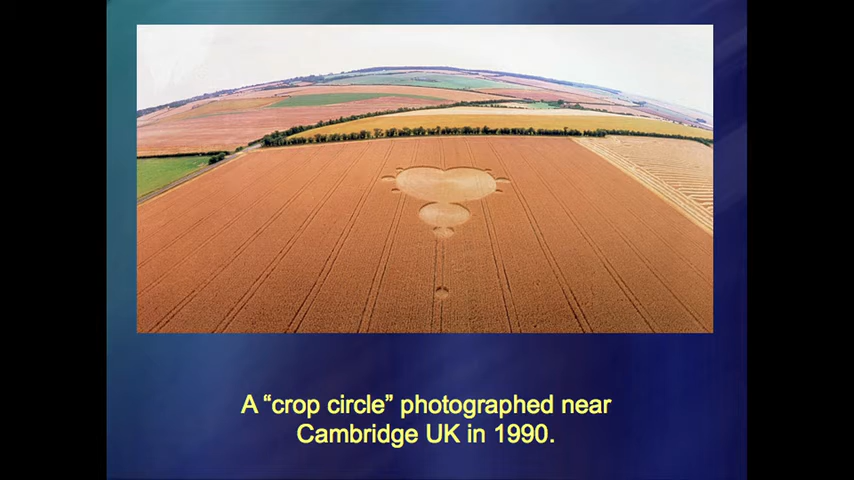 A “crop circle” photographed near
Cambridge UK in 1990.